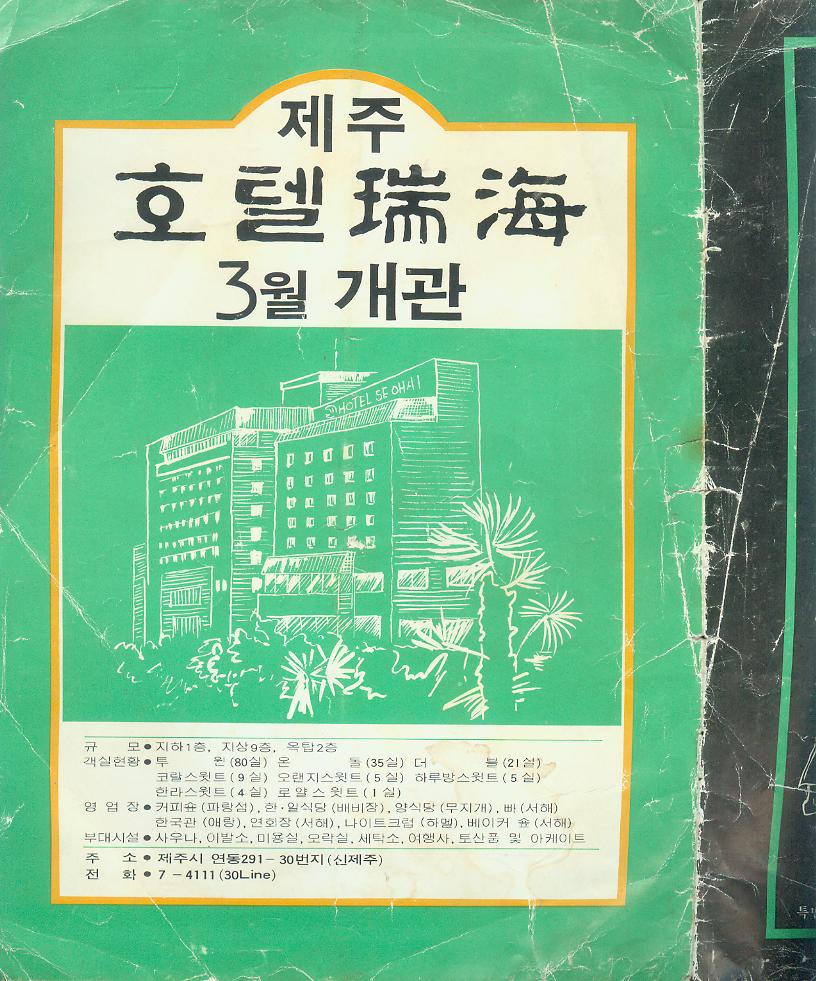 제주
호텔 瑞海
3월 개관
HOTEL SEOHAI
규 모 ● 지하1층, 지상9층, 옥탑2층
객실현황 ● 투 윈 (80실) 온 돌 (35실) 더 블 (21실)
코랄스윗트 (9실) 오랜지스윗트 (5실) 하루방스윗트 (5실)
한라스윗트 (4실) 로얄스윗트 (1실)
영 업 장 ● 커피숖 (파랑섬), 한·일식당 (배비장), 양식당 (무지개), 빠 (서해)
한국관 (애랑), 연회장 (서해), 나이트크럽 (하멜), 베이커 숖 (서해)
부대시설 ● 사우나, 이발소, 미용실, 오락실, 세탁소, 여행사, 토산품 및 아케이트
주 소 ● 제주시 연동291-30번지 (신제주)
전 화 ● 7-4111 (30Line)